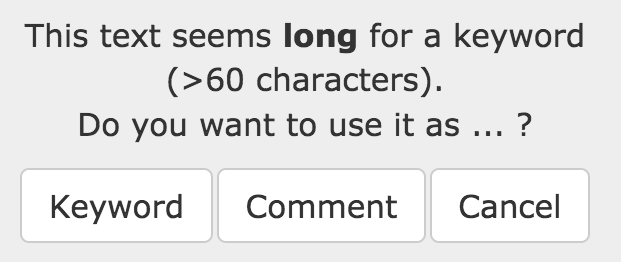 This text seems long for a keyword
(>60 characters).
Do you want to use it as ... ?
Keyword Comment Cancel